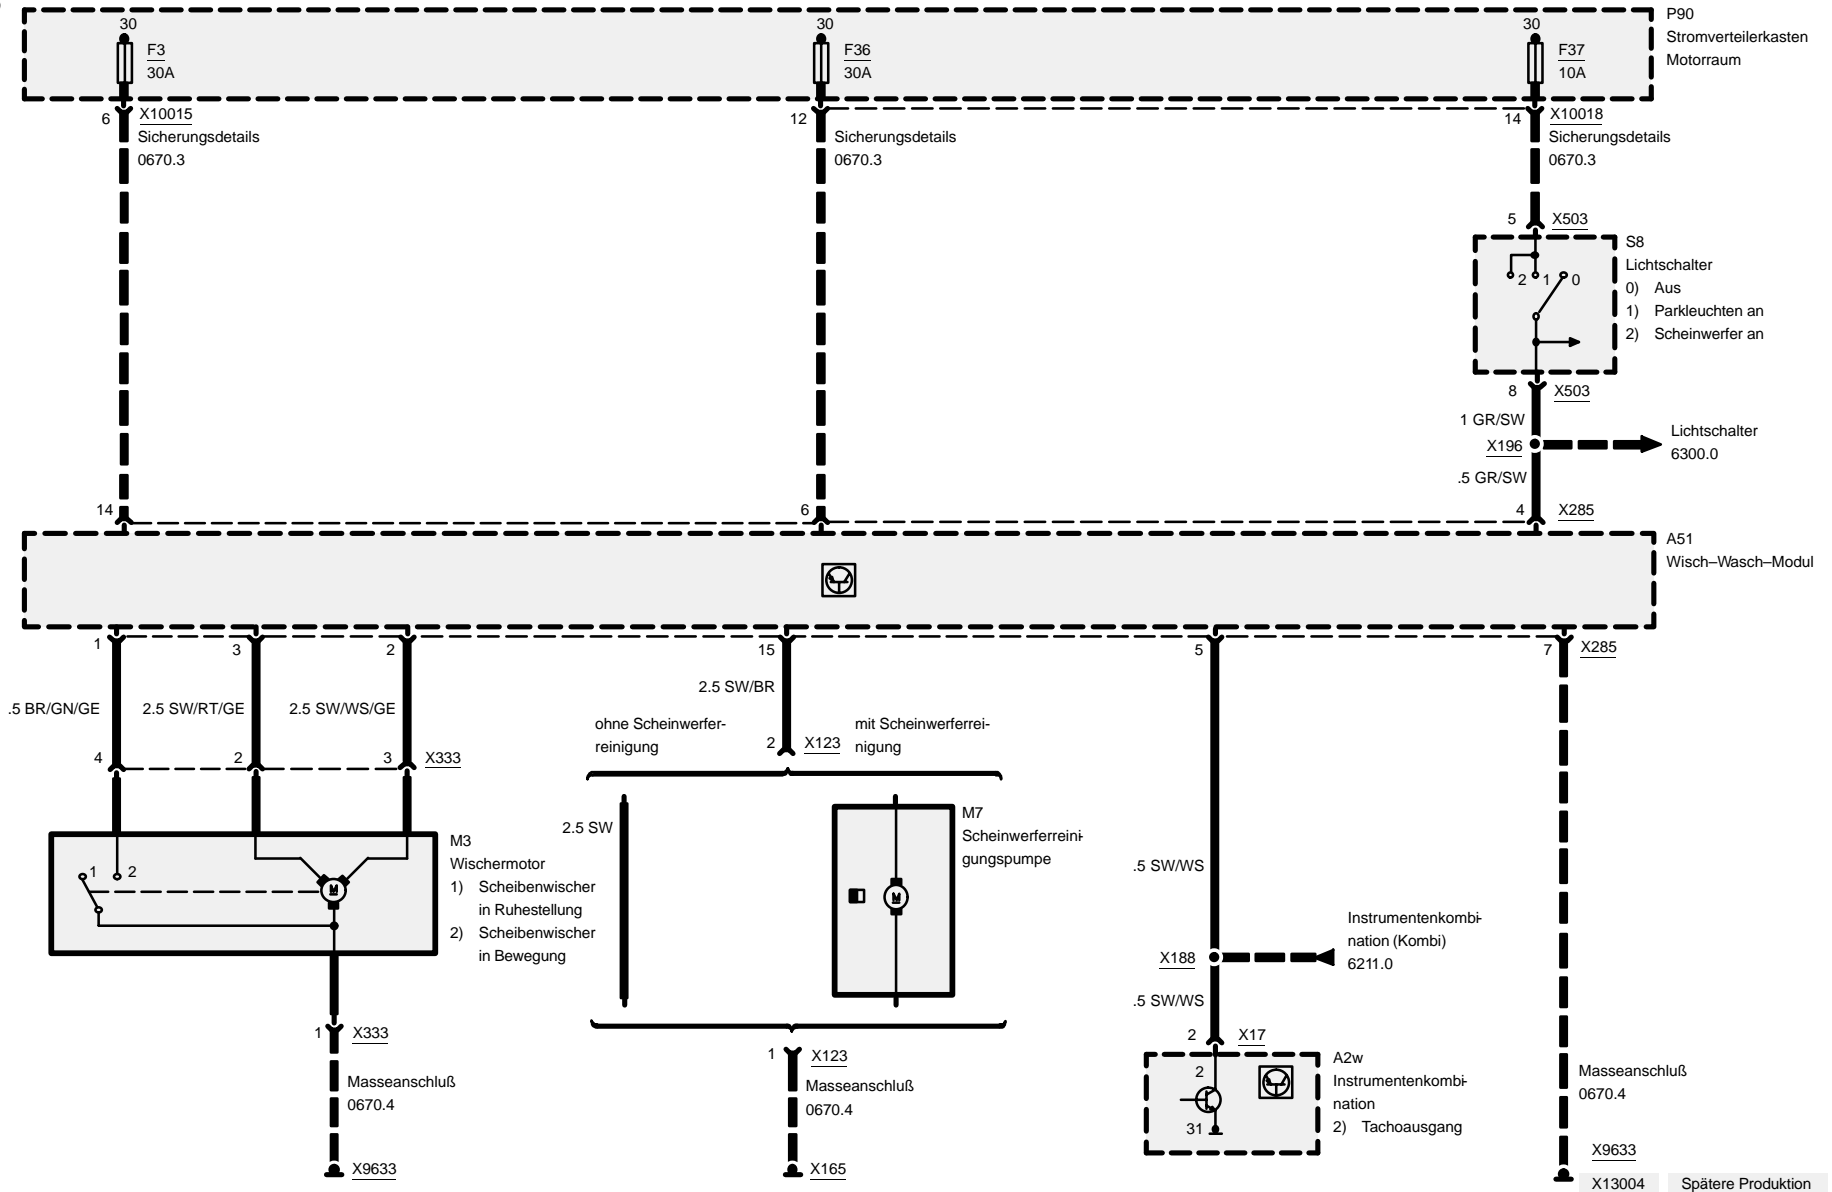 30
F3
30A
30
F36
30A
30
F37
10A
P90
Stromverteilerkasten
Motorraum
6
X10015
Sicherungsdetails
0670.3
12
Sicherungsdetails
0670.3
14
X10018
Sicherungsdetails
0670.3
5
X503
2
1
0
S8
Lichtschalter
0) Aus
1) Parkleuchten an
2) Scheinwerfer an
8
X503
1 GR/SW
X196
Lichtschalter
6300.0
.5 GR/SW
14
6
4
X285
A51
Wisch–Wasch–Modul
1
3
2
15
5
7
X285
.5 BR/GN/GE
2.5 SW/RT/GE
2.5 SW/WS/GE
2.5 SW/BR
4
2
3
X333
ohne Scheinwerfer-
reinigung
2
X123
mit Scheinwerferrei-
nigung
1
2
M
M3
Wischermotor
1) Scheibenwischer
in Ruhestellung
2) Scheibenwischer
in Bewegung
2.5 SW
M
M7
Scheinwerferreini-
gungspumpe
.5 SW/WS
X188
Instrumentenkombi-
nation (Kombi)
6211.0
.5 SW/WS
1
X333
Masseanschluß
0670.4
X9633
1
X123
Masseanschluß
0670.4
X165
2
X17
2
31
A2w
Instrumentenkombi-
nation
2) Tachoausgang
Masseanschluß
0670.4
X9633
X13004
Spätere Produktion